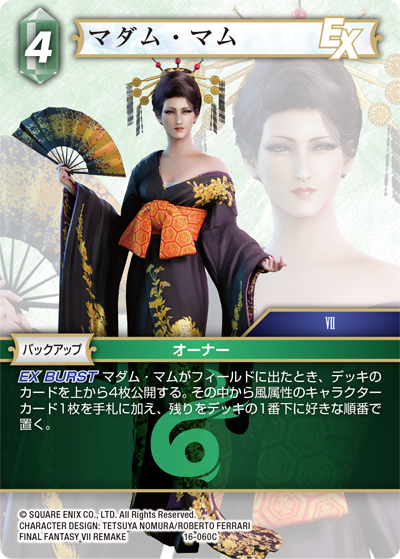 4
マダム・マム
EX
VII
バックアップ
オーナー
EX BURST マダム・マムがフィールドに出たとき、デッキの
カードを上から4枚公開する。その中から風属性のキャラクター
カード1枚を手札に加え、残りをデッキの1番下に好きな順番で
置く。
6
© SQUARE ENIX CO., LTD. All Rights Reserved.
CHARACTER DESIGN: TETSUYA NOMURA/ROBERTO FERRARI
FINAL FANTASY VII REMAKE
16-060C